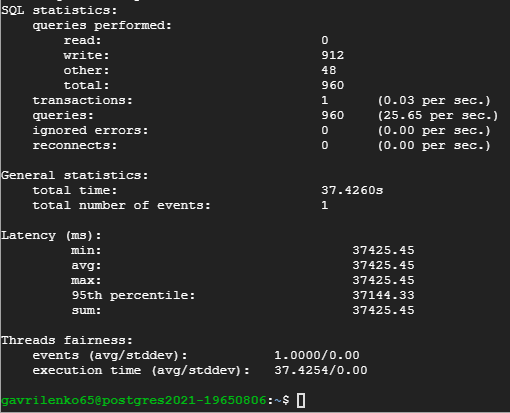 SQL statistics:
    queries performed:
        read:                            0
        write:                           912
        other:                           48
        total:                           960
    transactions:                        1      (0.03 per sec.)
    queries:                             960    (25.65 per sec.)
    ignored errors:                      0      (0.00 per sec.)
    reconnects:                          0      (0.00 per sec.)
General statistics:
    total time:                          37.4260s
    total number of events:              1
Latency (ms):
         min:                                37425.45
         avg:                                37425.45
         max:                                37425.45
         95th percentile:                    37144.33
         sum:                                37425.45
Threads fairness:
    events (avg/stddev):           1.0000/0.00
    execution time (avg/stddev):   37.4254/0.00
gavrilenko65@postgres2021-19650806:~$